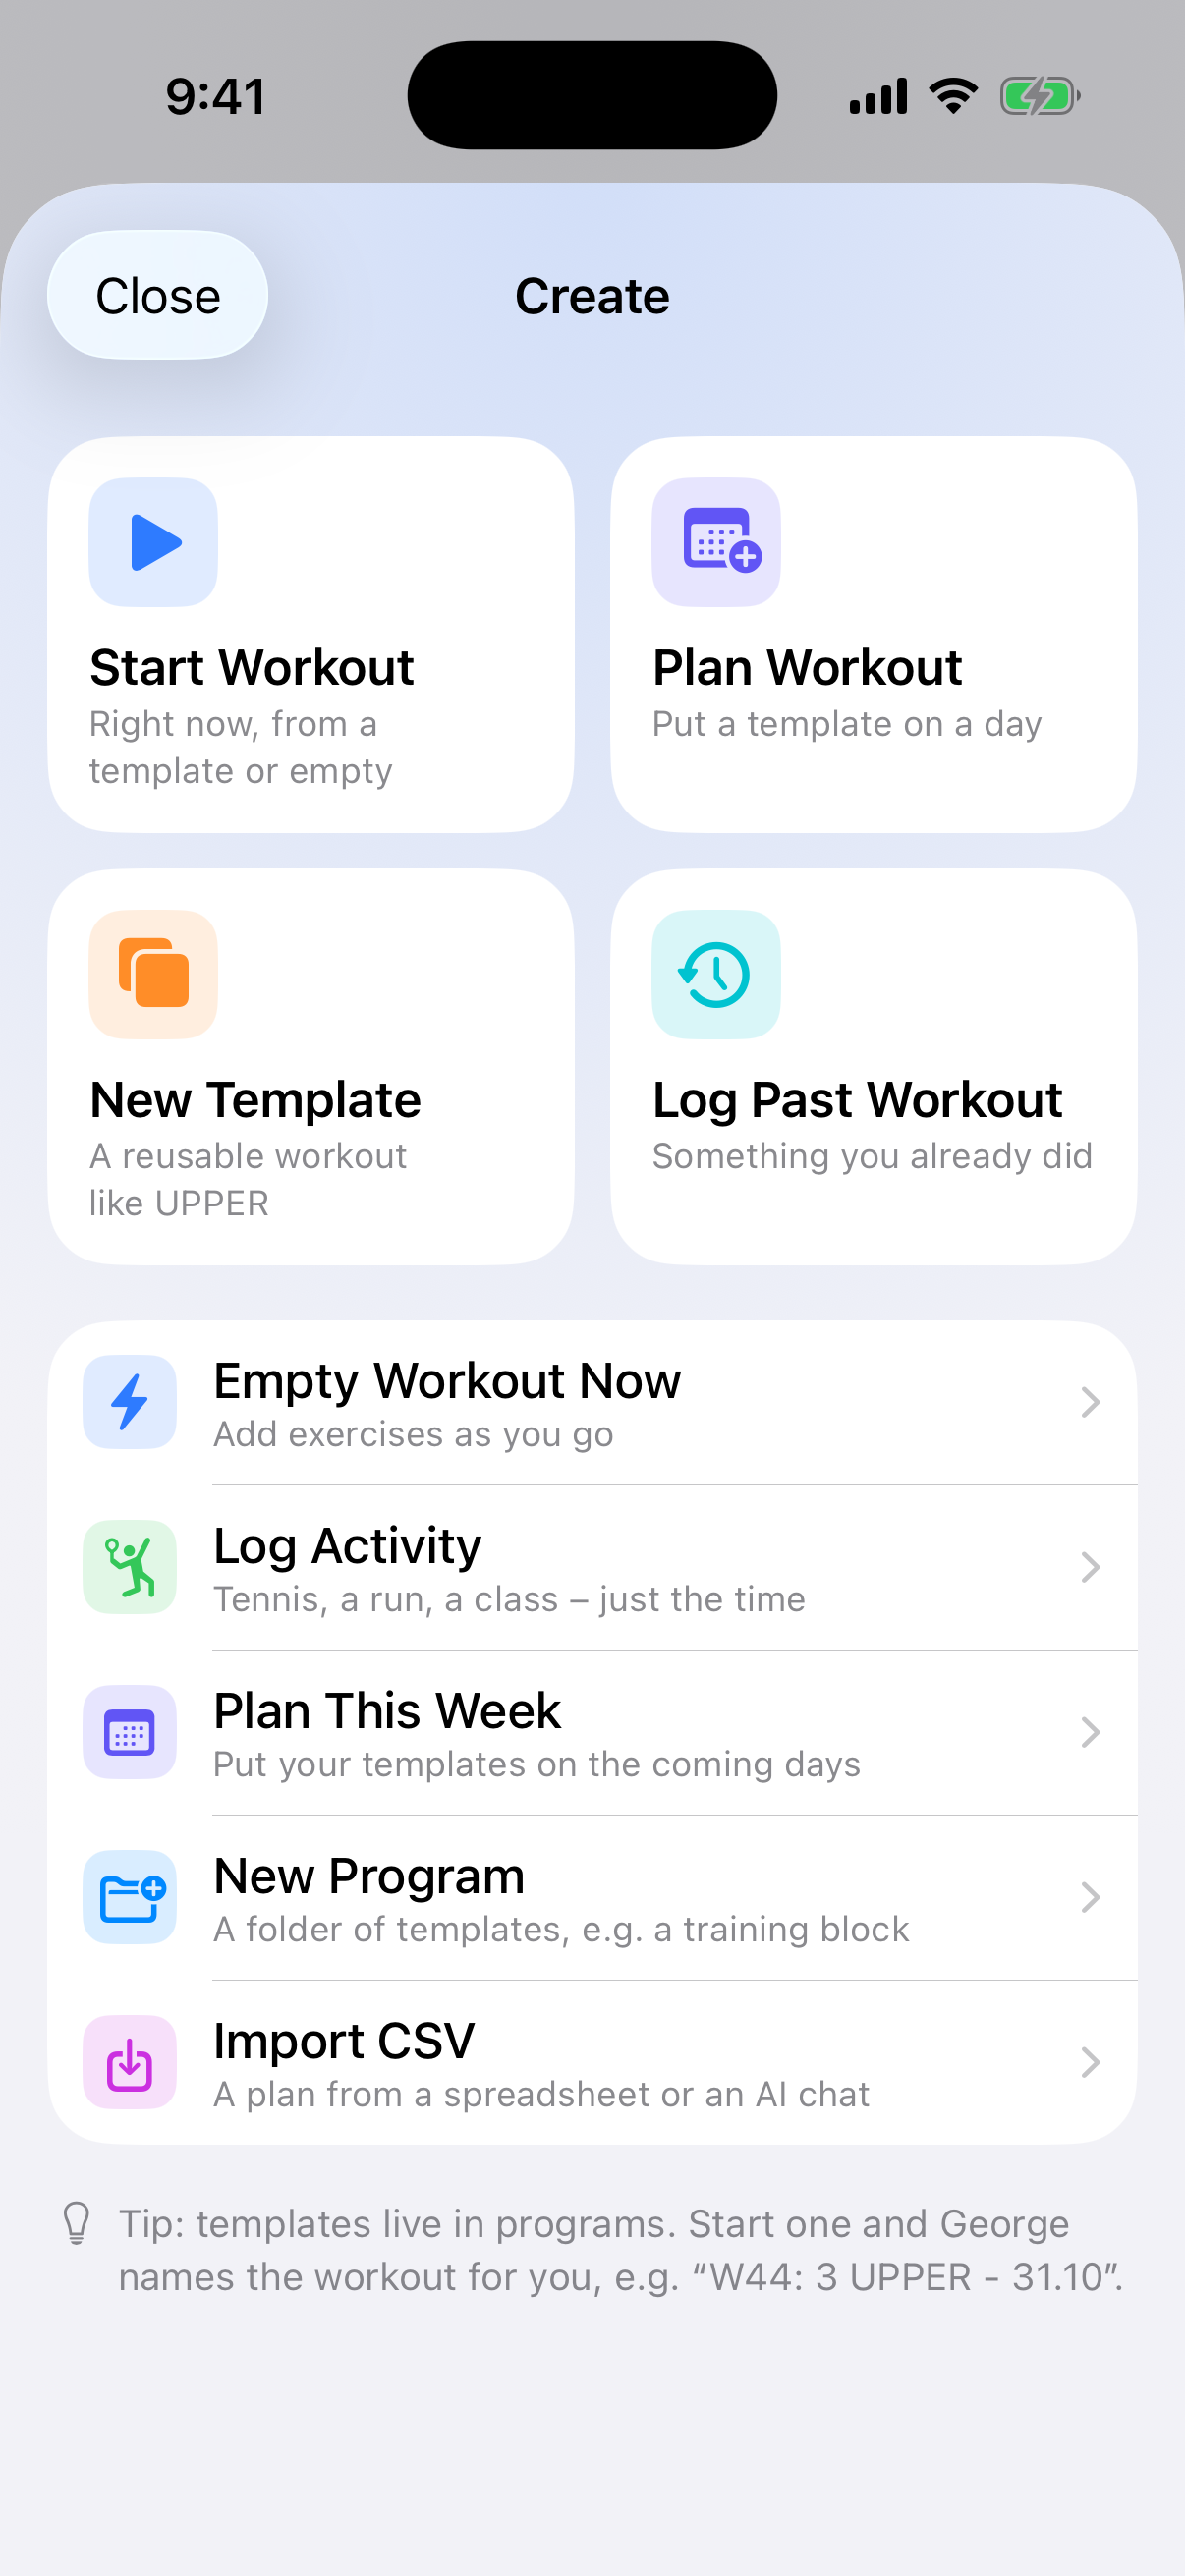 9:41
Close
Create
Start Workout
Right now, from a
template or empty
Plan Workout
Put a template on a day
New Template
A reusable workout
like UPPER
Log Past Workout
Something you already did
Empty Workout Now
Add exercises as you go
Log Activity
Tennis, a run, a class – just the time
Plan This Week
Put your templates on the coming days
New Program
A folder of templates, e.g. a training block
Import CSV
A plan from a spreadsheet or an AI chat
Tip: templates live in programs. Start one and George
names the workout for you, e.g. “W44: 3 UPPER - 31.10”.